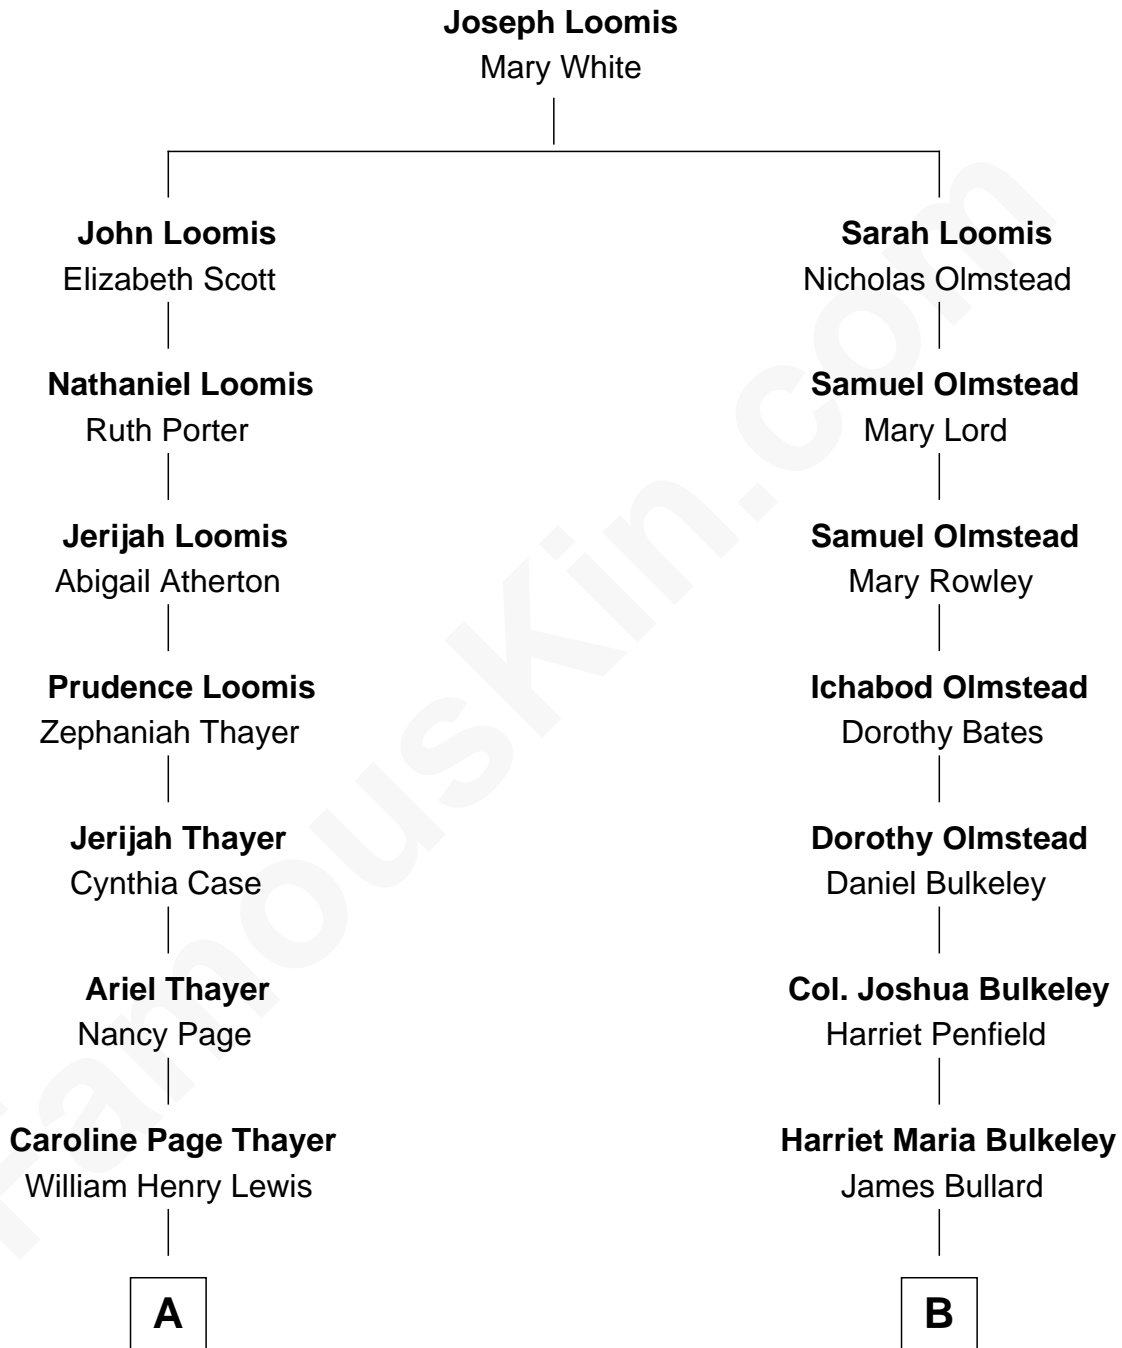 Joseph Loomis
Mary White
John Loomis
Elizabeth Scott
Sarah Loomis
Nicholas Olmstead
Nathaniel Loomis
Ruth Porter
Samuel Olmstead
Mary Lord
Jerijah Loomis
Abigail Atherton
Samuel Olmstead
Mary Rowley
Prudence Loomis
Zephaniah Thayer
Ichabod Olmstead
Dorothy Bates
Jerijah Thayer
Cynthia Case
Dorothy Olmstead
Daniel Bulkeley
Ariel Thayer
Nancy Page
Col. Joshua Bulkeley
Harriet Penfield
Caroline Page Thayer
William Henry Lewis
Harriet Maria Bulkeley
James Bullard
A
B
FamousKin.com